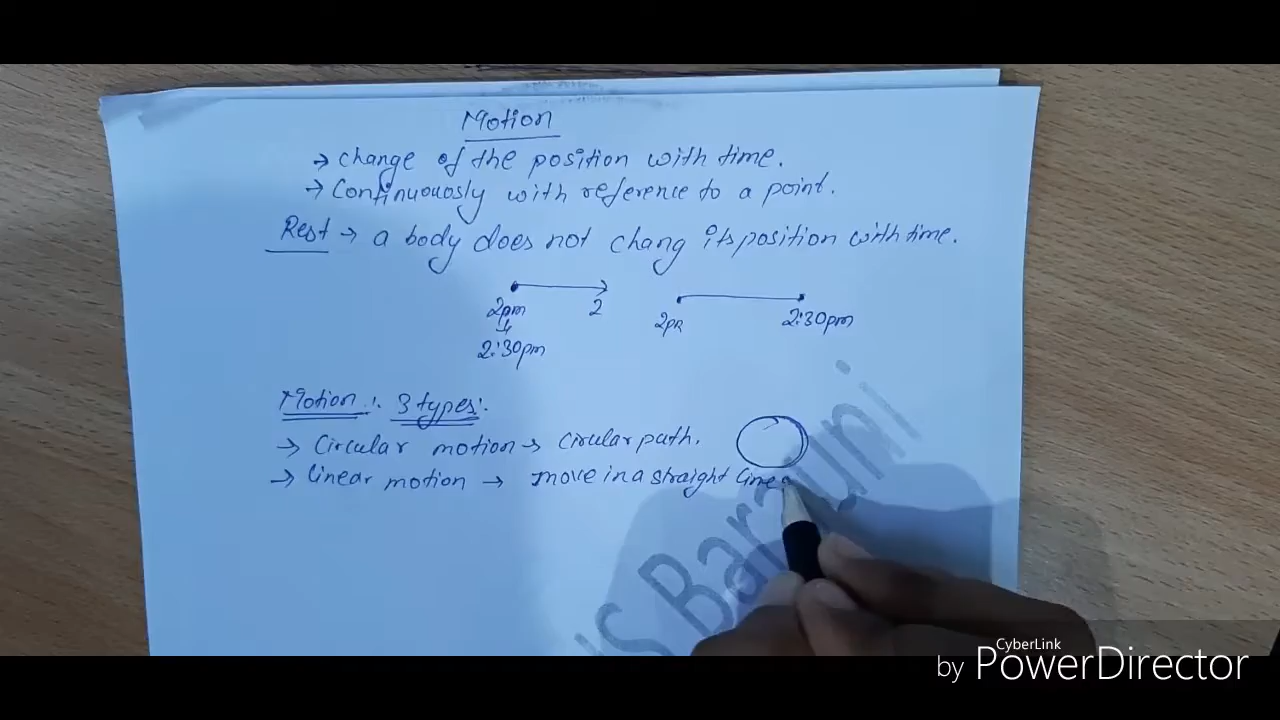 Motion
→ change of the position with time.
→ Continuously with reference to a point.
Rest → a body does not chang its position with time.
2pm 2 2pm 2:30pm
↳
2:30pm
Motion :. 3 types:.
→ Circular motion → Circular path.
→ linear motion → move in a straight line
VS Barauni
CyberLink
by PowerDirector